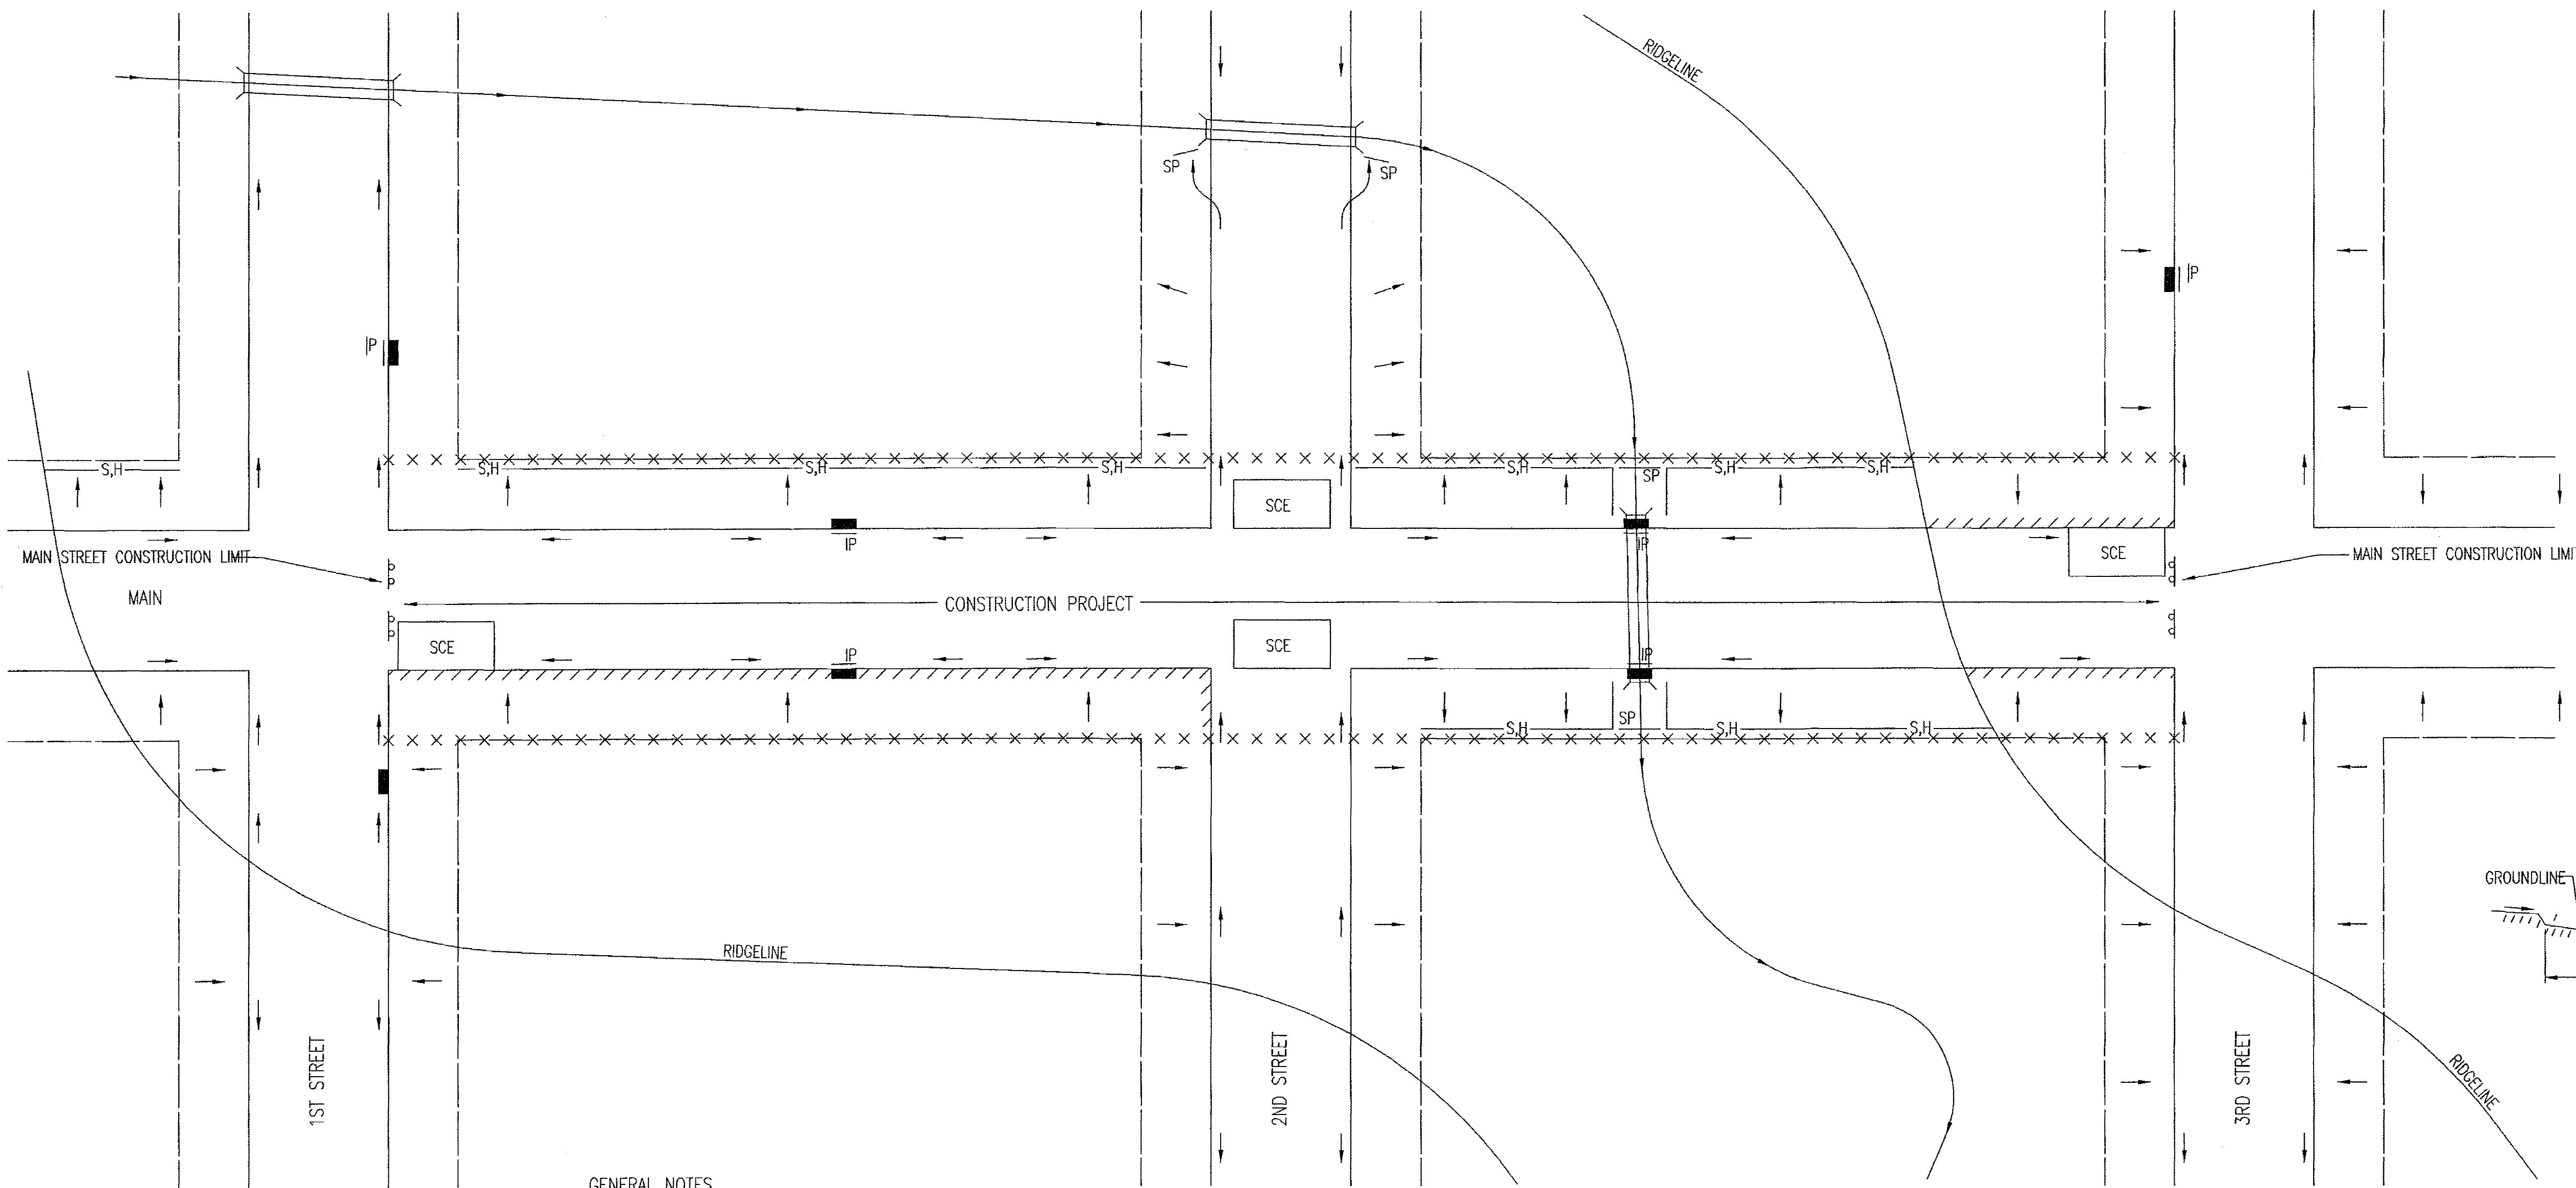 RIDGELINE
SP
SP
IP
IP
S,H
S,H
S,H
S,H
S,H
S,H
S,H
SP
SCE
IP
IP
SCE
MAIN STREET CONSTRUCTION LIMIT
MAIN STREET CONSTRUCTION LIMIT
MAIN
CONSTRUCTION PROJECT
SCE
SCE
IP
IP
SP
S,H
S,H
S,H
GROUNDLINE
RIDGELINE
1ST STREET
2ND STREET
3RD STREET
RIDGELINE
GENERAL NOTES